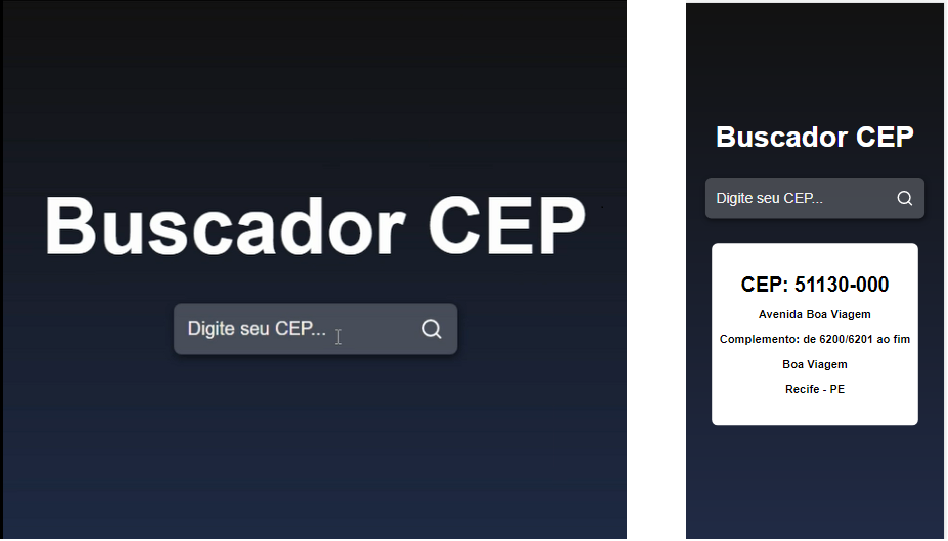 Buscador CEP
Digite seu CEP...
Buscador CEP
Digite seu CEP...
CEP: 51130-000
Avenida Boa Viagem
Complemento: de 6200/6201 ao fim
Boa Viagem
Recife - PE